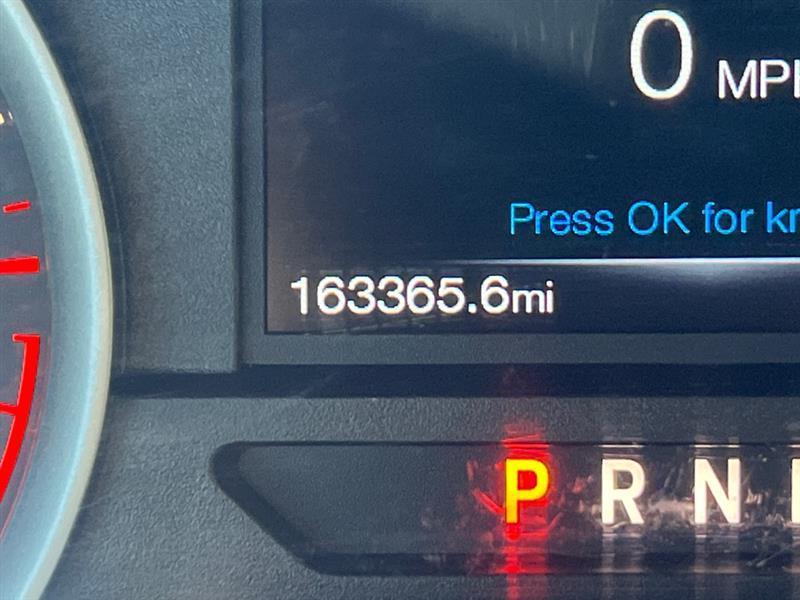 0 MPH
Press OK for
163365.6mi
P R N